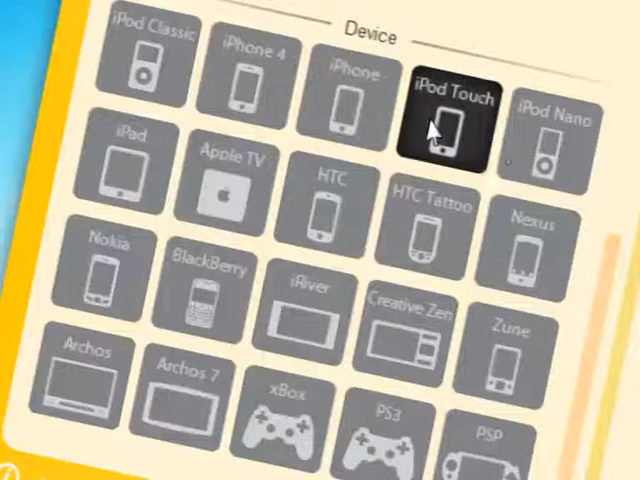 Device
iPod Classic
iPhone 4
iPhone
iPod Touch
iPod Nano
iPad
Apple TV
HTC
HTC Tattoo
Nexus
Nokia
BlackBerry
iRiver
Creative Zen
Zune
Archos
Archos 7
xBox
PS3
PSP